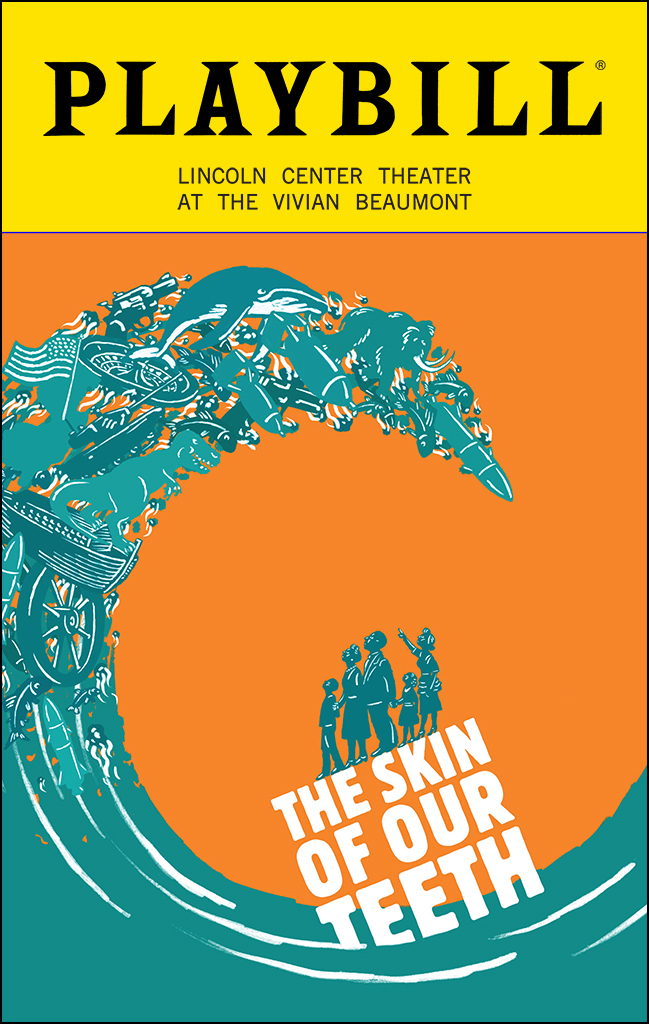 PLAYBILL®
LINCOLN CENTER THEATER
AT THE VIVIAN BEAUMONT
THE SKIN
OF OUR
TEETH